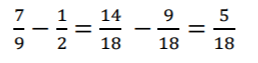 7/9 − 1/2 = 14/18 − 9/18 = 5/18